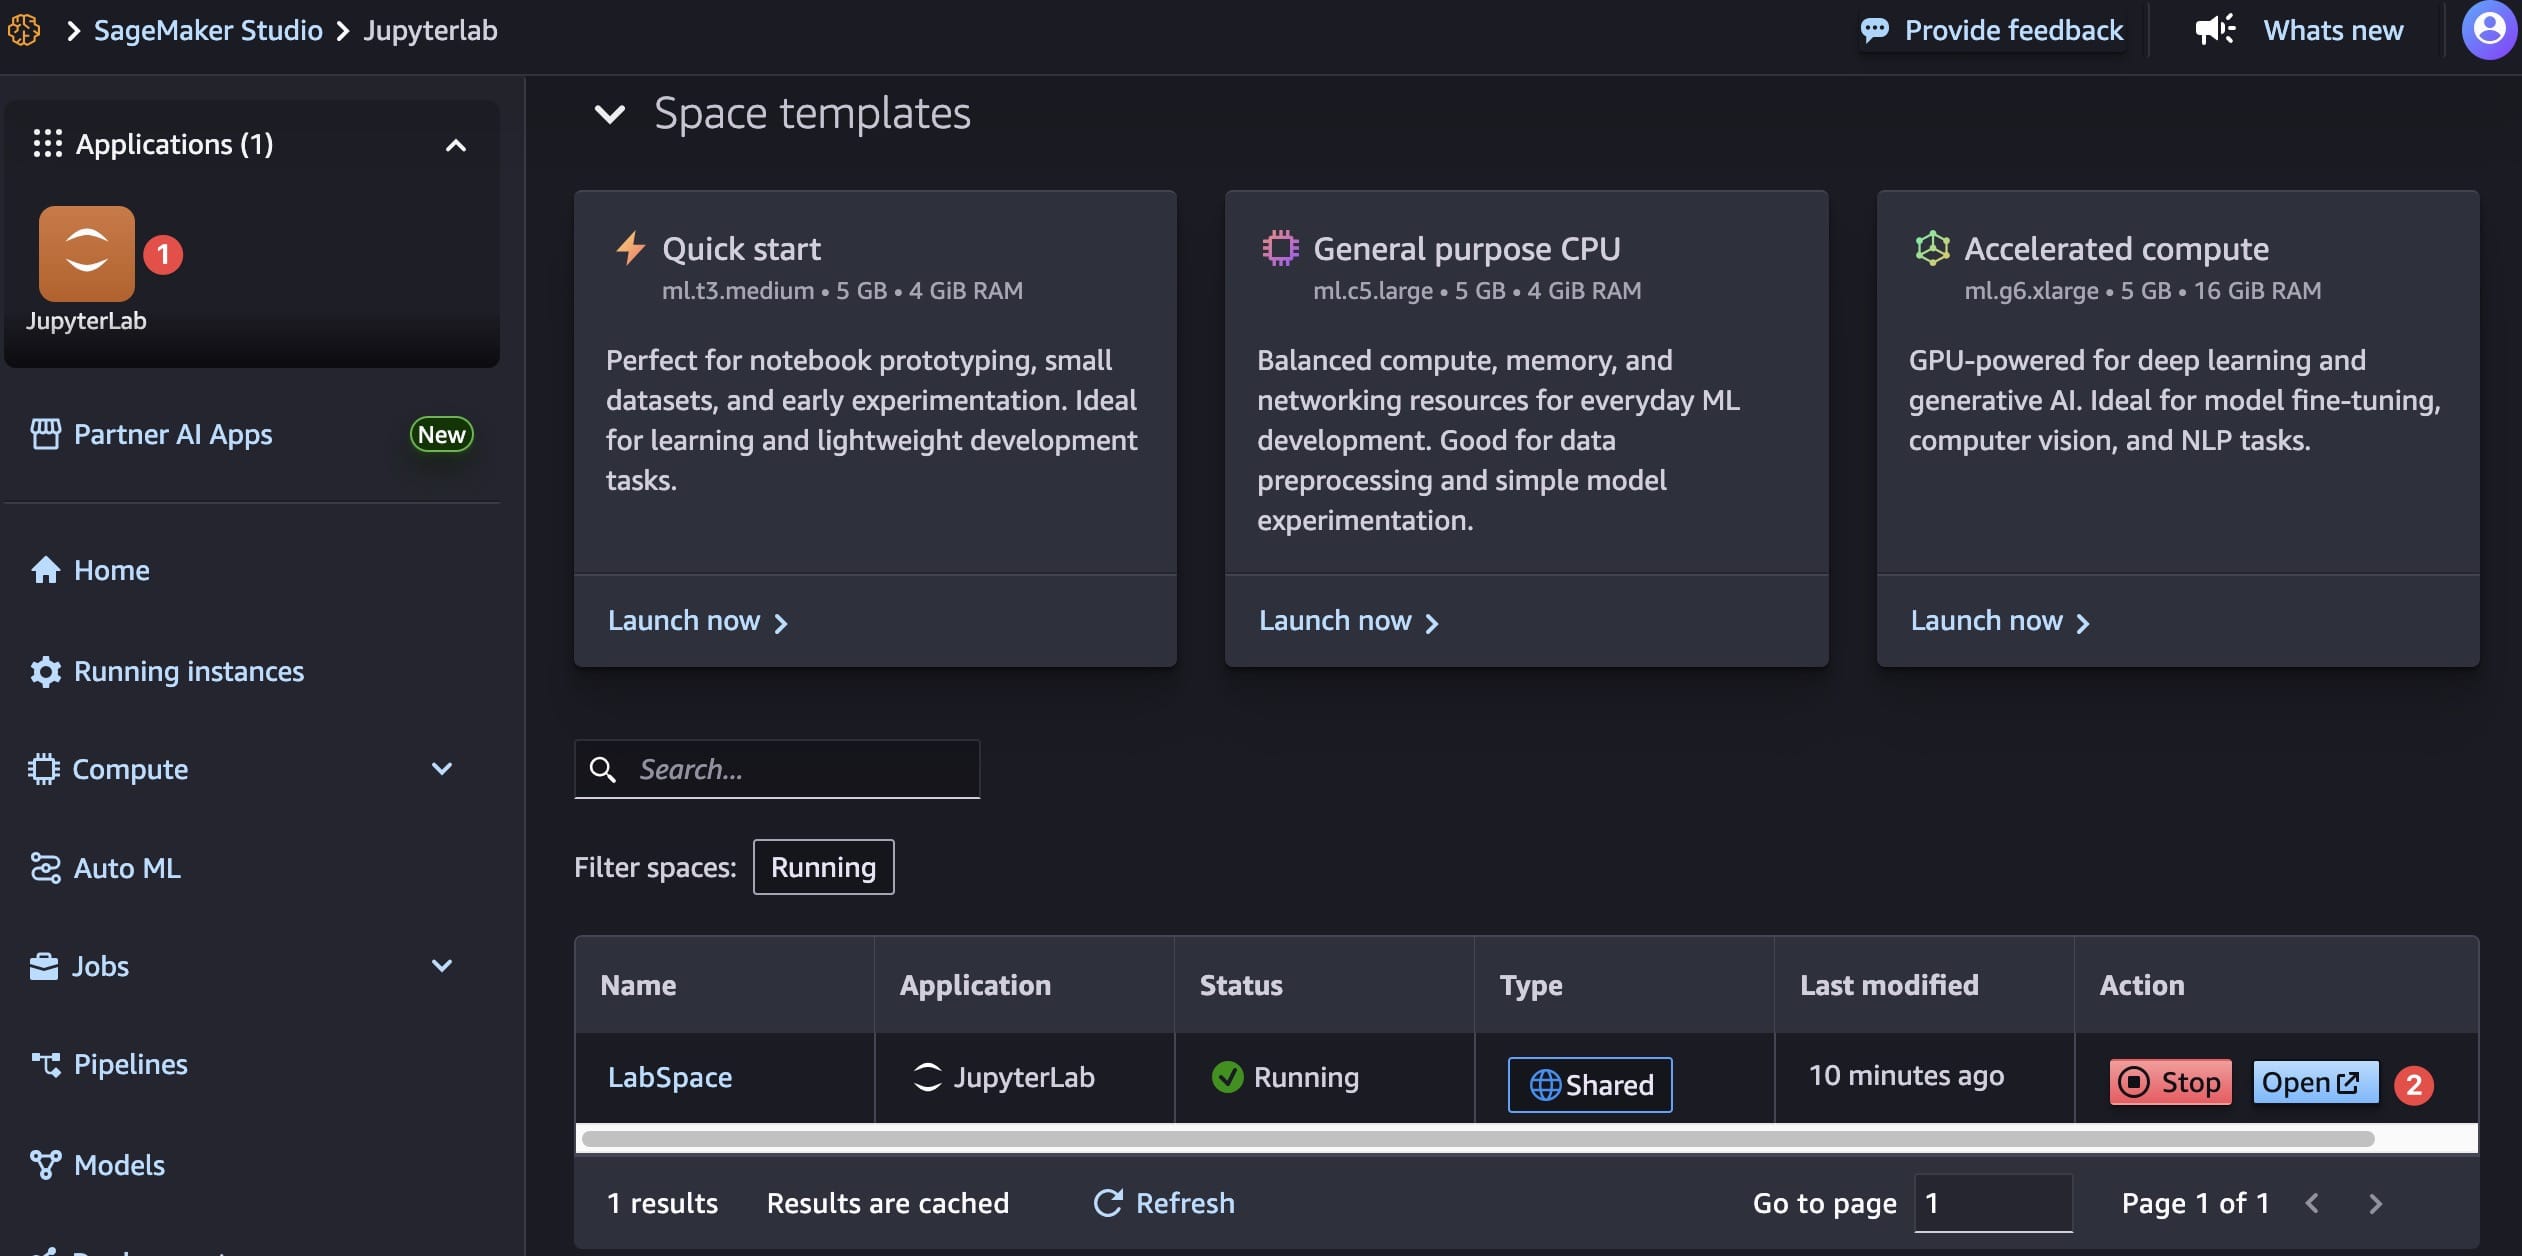 SageMaker Studio
Jupyterlab
Provide feedback
Whats new
Applications (1)
1
JupyterLab
Partner AI Apps
New
Home
Running instances
Compute
Auto ML
Jobs
Pipelines
Models
Space templates
Quick start
ml.t3.medium • 5 GB • 4 GiB RAM
Perfect for notebook prototyping, small
datasets, and early experimentation. Ideal
for learning and lightweight development
tasks.
Launch now
General purpose CPU
ml.c5.large • 5 GB • 4 GiB RAM
Balanced compute, memory, and
networking resources for everyday ML
development. Good for data
preprocessing and simple model
experimentation.
Launch now
Accelerated compute
ml.g6.xlarge • 5 GB • 16 GiB RAM
GPU-powered for deep learning and
generative AI. Ideal for model fine-tuning,
computer vision, and NLP tasks.
Launch now
Search...
Filter spaces: Running
Name Application Status Type Last modified Action
LabSpace JupyterLab Running Shared 10 minutes ago Stop Open 2
1 results Results are cached Refresh Go to page 1 Page 1 of 1